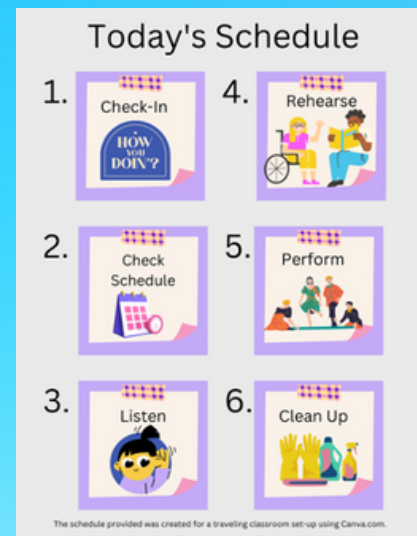 Today's Schedule
1.
Check-In
HOW
YOU
DOIN'?
2.
Check
Schedule
3.
Listen
4.
Rehearse
5.
Perform
6.
Clean Up
The schedule provided was created for a traveling classroom set-up using Canva.com.